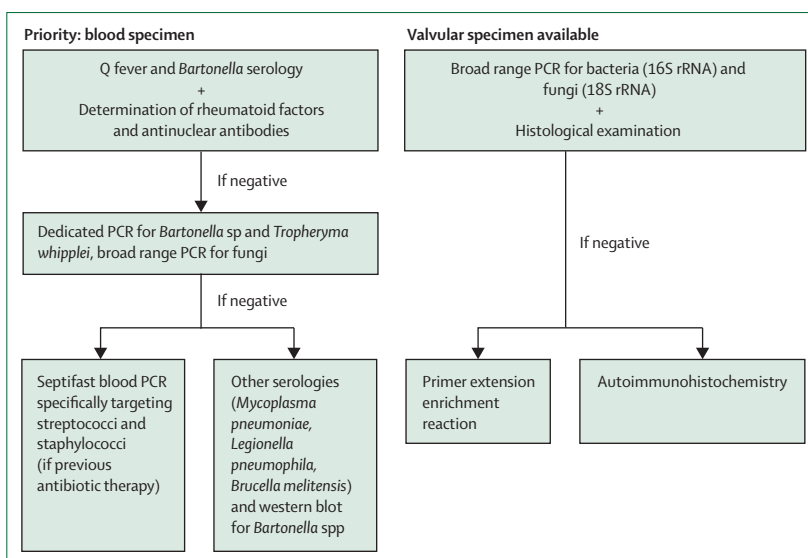 Priority: blood specimen
Q fever and Bartonella serology
+
Determination of rheumatoid factors
and antinuclear antibodies
If negative
Dedicated PCR for Bartonella sp and Tropheryma
whipplei, broad range PCR for fungi
If negative
Septifast blood PCR
specifically targeting
streptococci and
staphylococci
(if previous
antibiotic therapy)
Other serologies
(Mycoplasma
pneumoniae,
Legionella
pneumophila,
Brucella melitensis)
and western blot
for Bartonella spp
Valvular specimen available
Broad range PCR for bacteria (16S rRNA) and
fungi (18S rRNA)
+
Histological examination
If negative
Primer extension
enrichment
reaction
Autoimmunohistochemistry